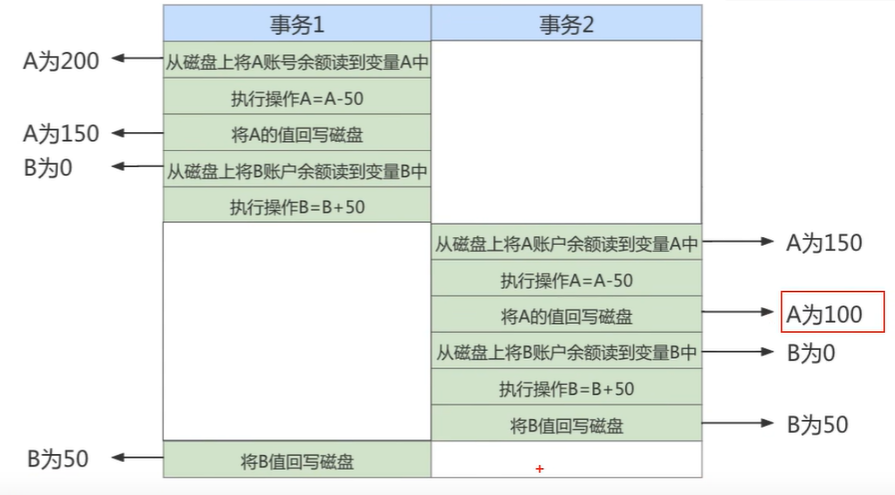 事务1
事务2
A为200
从磁盘上将A账号余额读到变量A中
执行操作A=A-50
A为150
将A的值回写磁盘
B为0
从磁盘上将B账户余额读到变量B中
执行操作B=B+50
从磁盘上将A账户余额读到变量A中
A为150
执行操作A=A-50
将A的值回写磁盘
A为100
从磁盘上将B账户余额读到变量B中
B为0
执行操作B=B+50
将B值回写磁盘
B为50
B为50
将B值回写磁盘